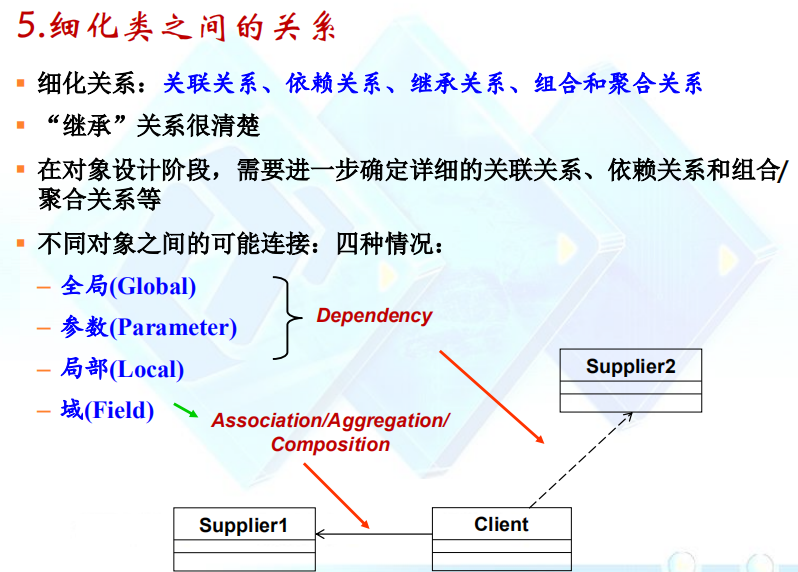 5.细化类之间的关系
细化关系：关联关系、依赖关系、继承关系、组合和聚合关系
“继承”关系很清楚
在对象设计阶段，需要进一步确定详细的关联关系、依赖关系和组合/
聚合关系等
不同对象之间的可能连接：四种情况：
– 全局(Global)
– 参数(Parameter)
– 局部(Local)
– 域(Field)
Dependency
Association/Aggregation/
Composition
Supplier2
Supplier1
Client